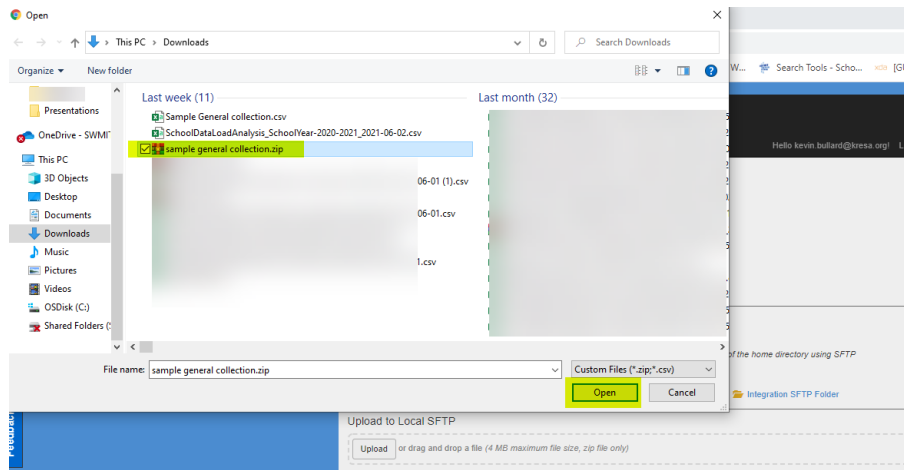 Open
This PC > Downloads
Search Downloads
Organize
New folder
W...
Search Tools - Scho...
Last week (11)
Last month (32)
Presentations
Sample General collection.csv
OneDrive - SWMI
SchoolDataLoadAnalysis_SchoolYear-2020-2021_2021-06-02.csv
sample general collection.zip
Hello kevin.bullard@kresa.org! L
This PC
3D Objects
06-01 (1).csv
Desktop
Documents
06-01.csv
Downloads
Music
1.csv
Pictures
Videos
OSDisk (C:)
Shared Folders (
File name: sample general collection.zip
Custom Files (*.zip;*.csv)
of the home directory using SFTP
Open
Cancel
Integration SFTP Folder
Feedbac
Upload to Local SFTP
Upload or drag and drop a file (4 MB maximum file size, zip file only)